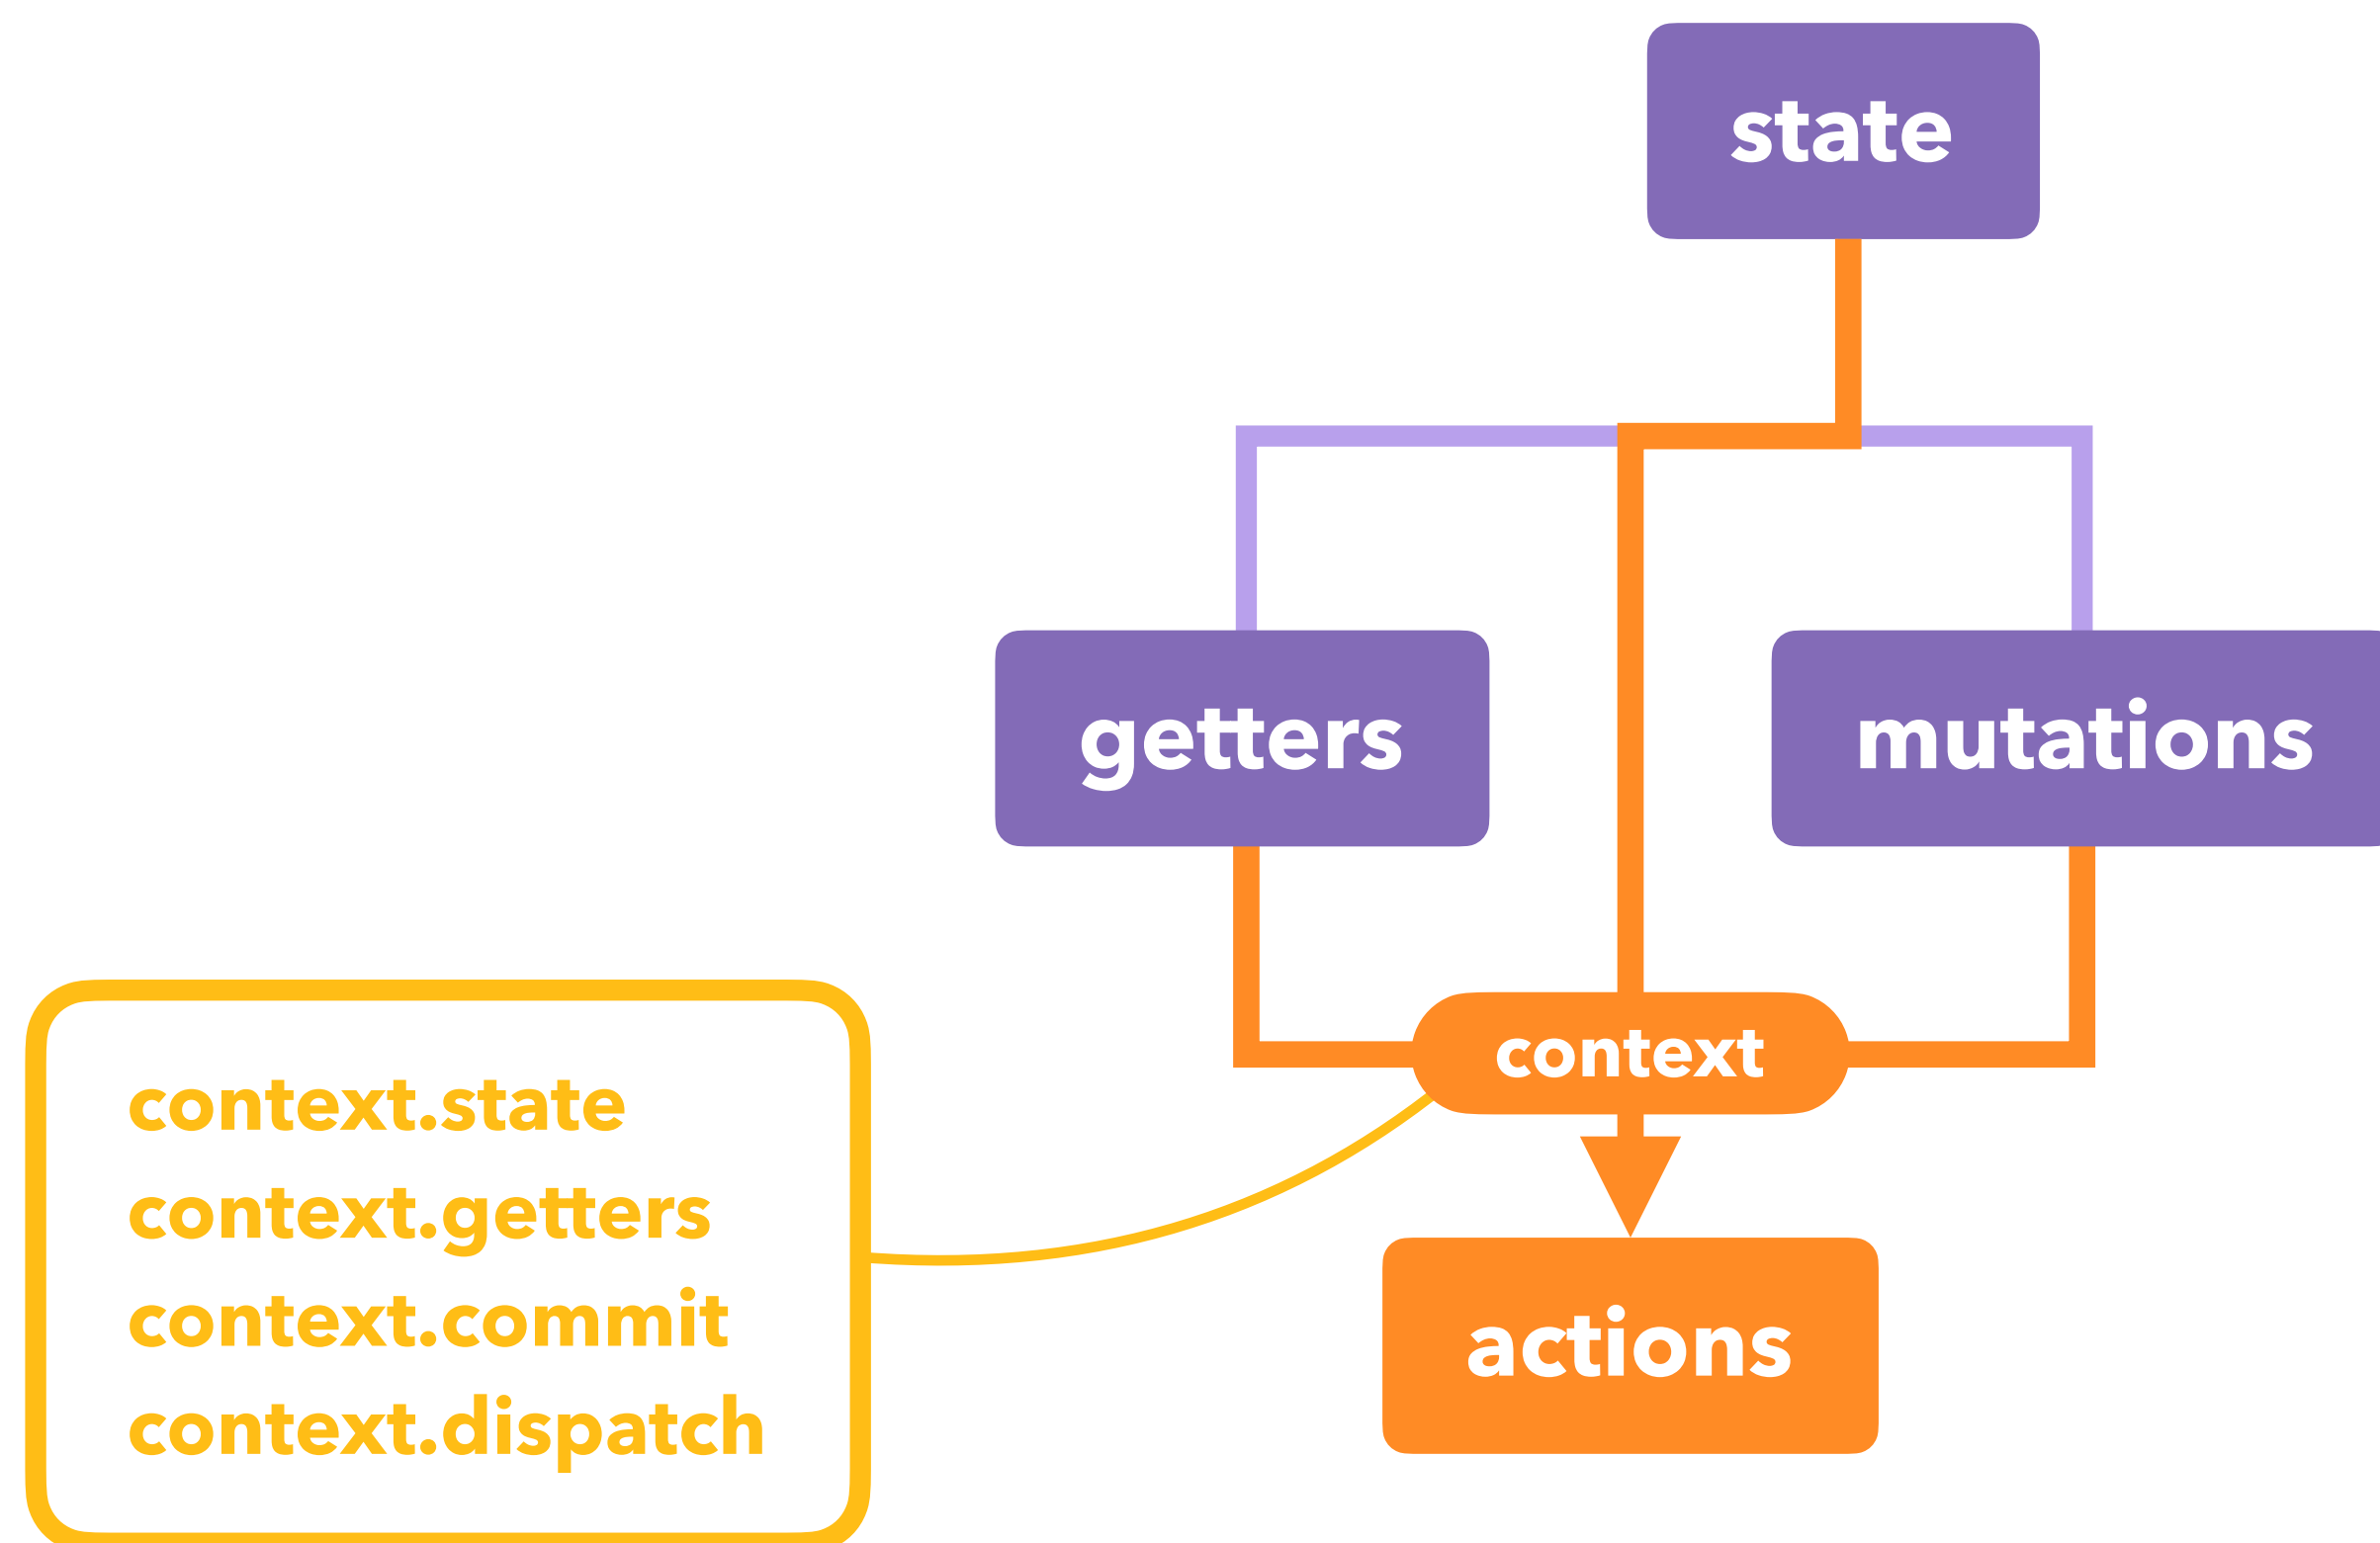 state
getters
mutations
context
actions
context.state
context.getters
context.commit
context.dispatch